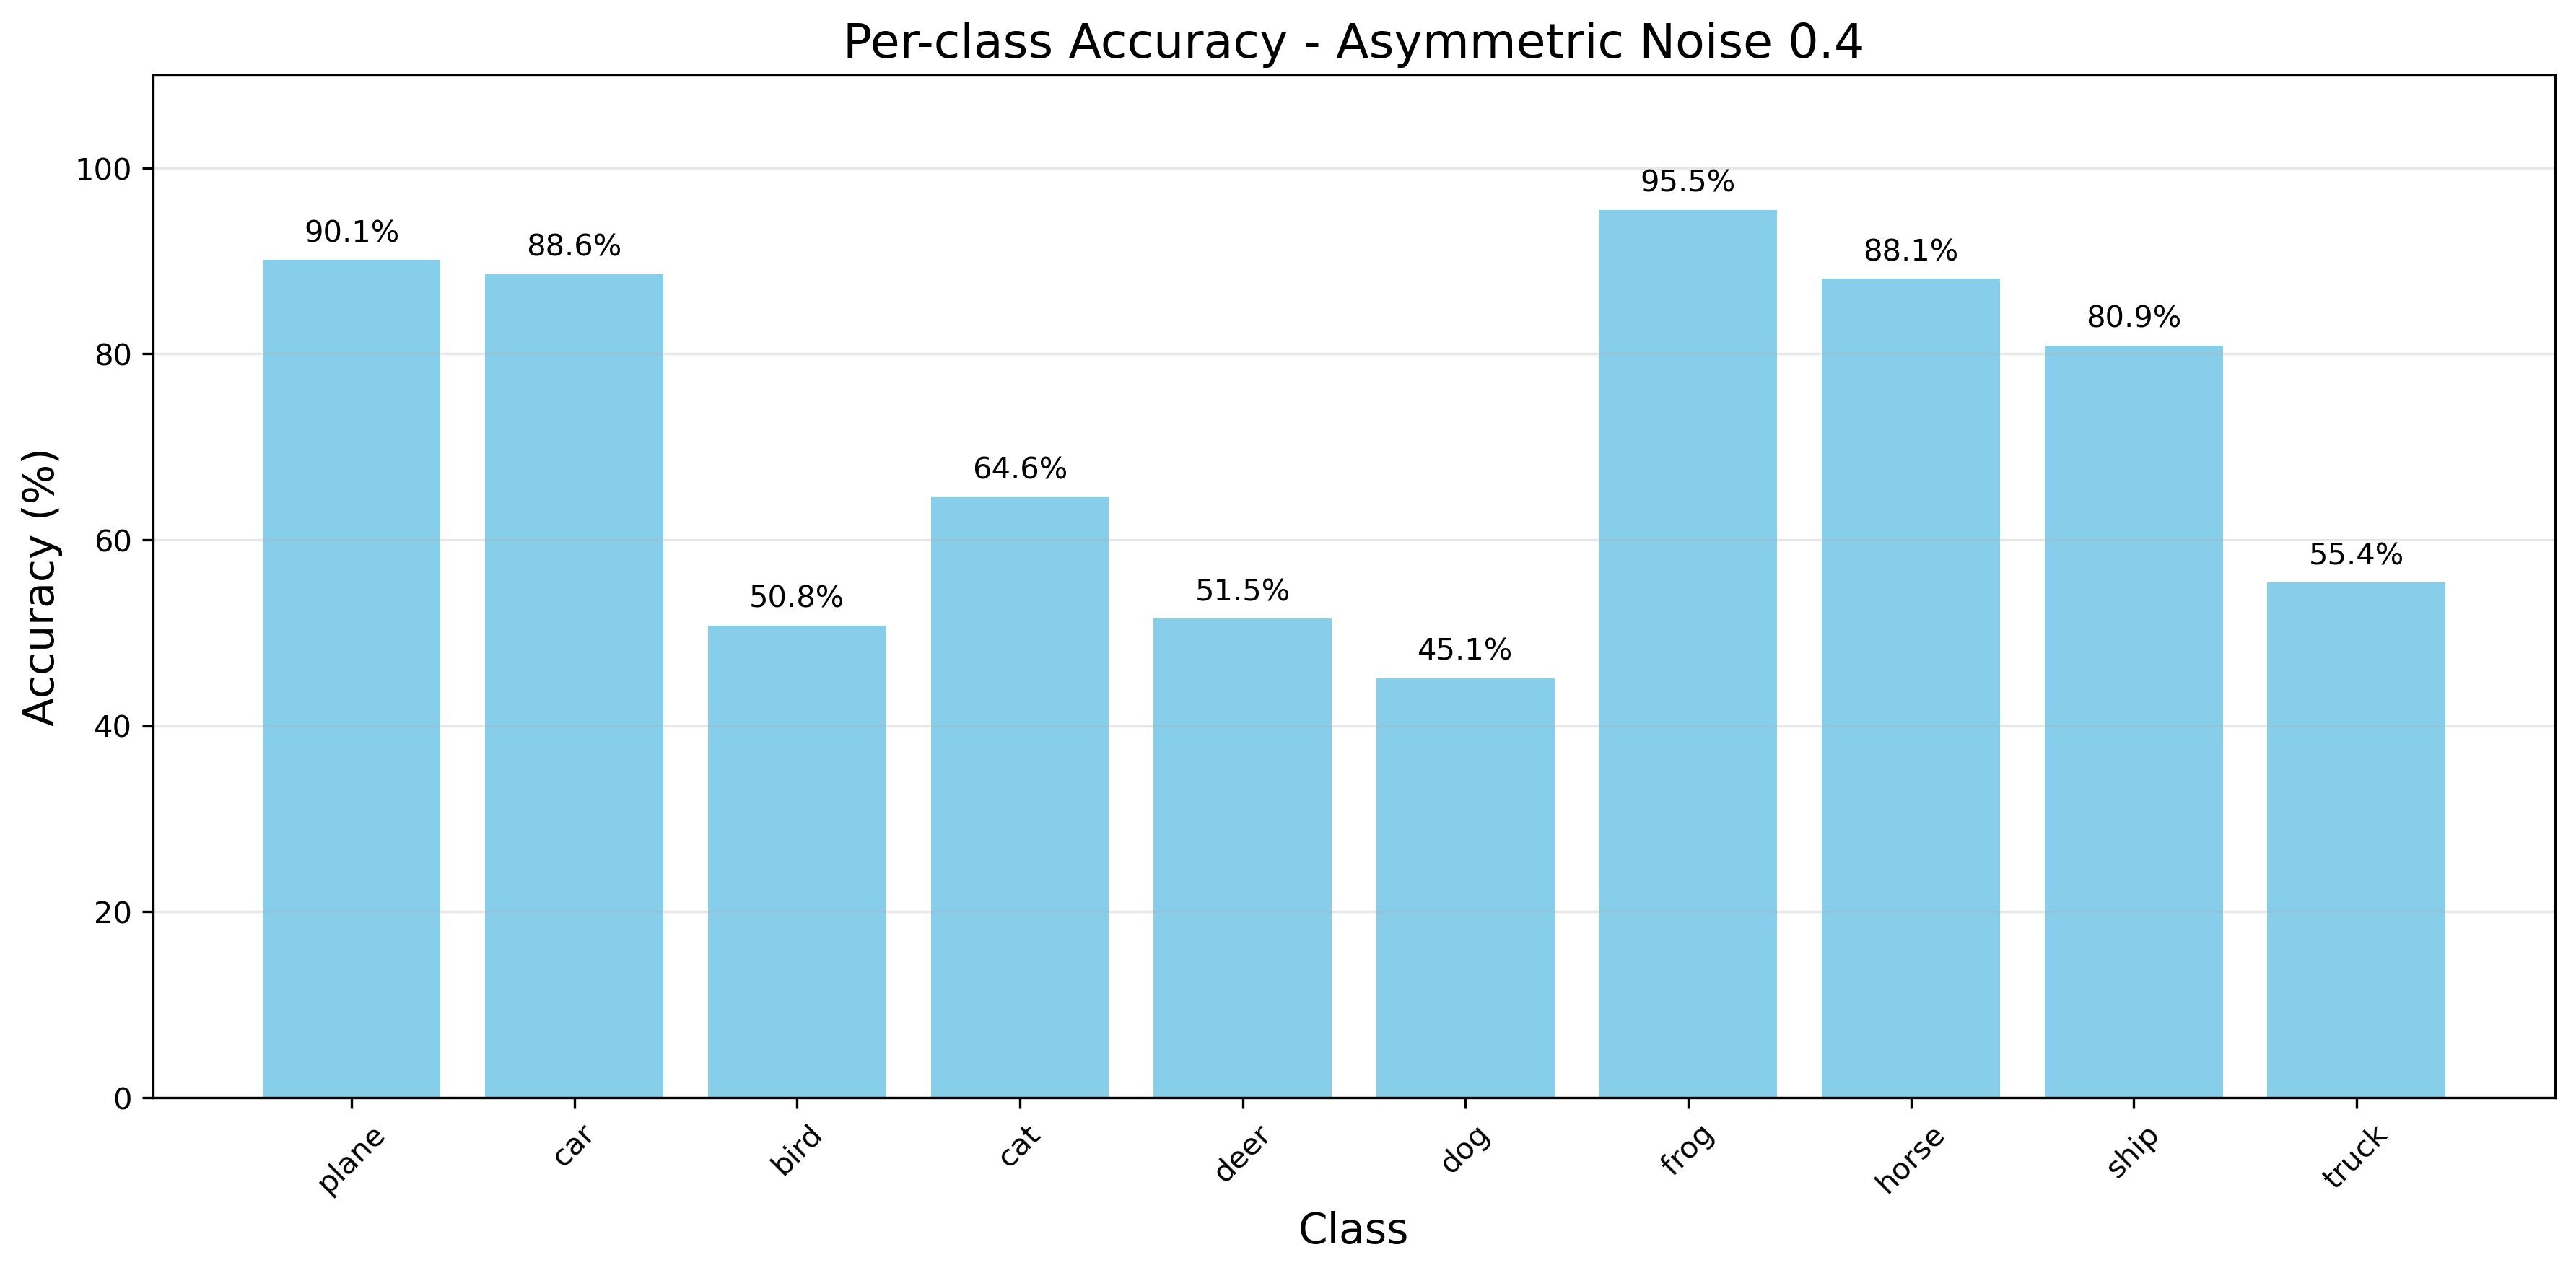 Per-class Accuracy - Asymmetric Noise 0.4
Accuracy (%)
100
80
60
40
20
0
90.1%
88.6%
50.8%
64.6%
51.5%
45.1%
95.5%
88.1%
80.9%
55.4%
plane
car
bird
cat
deer
dog
frog
horse
ship
truck
Class